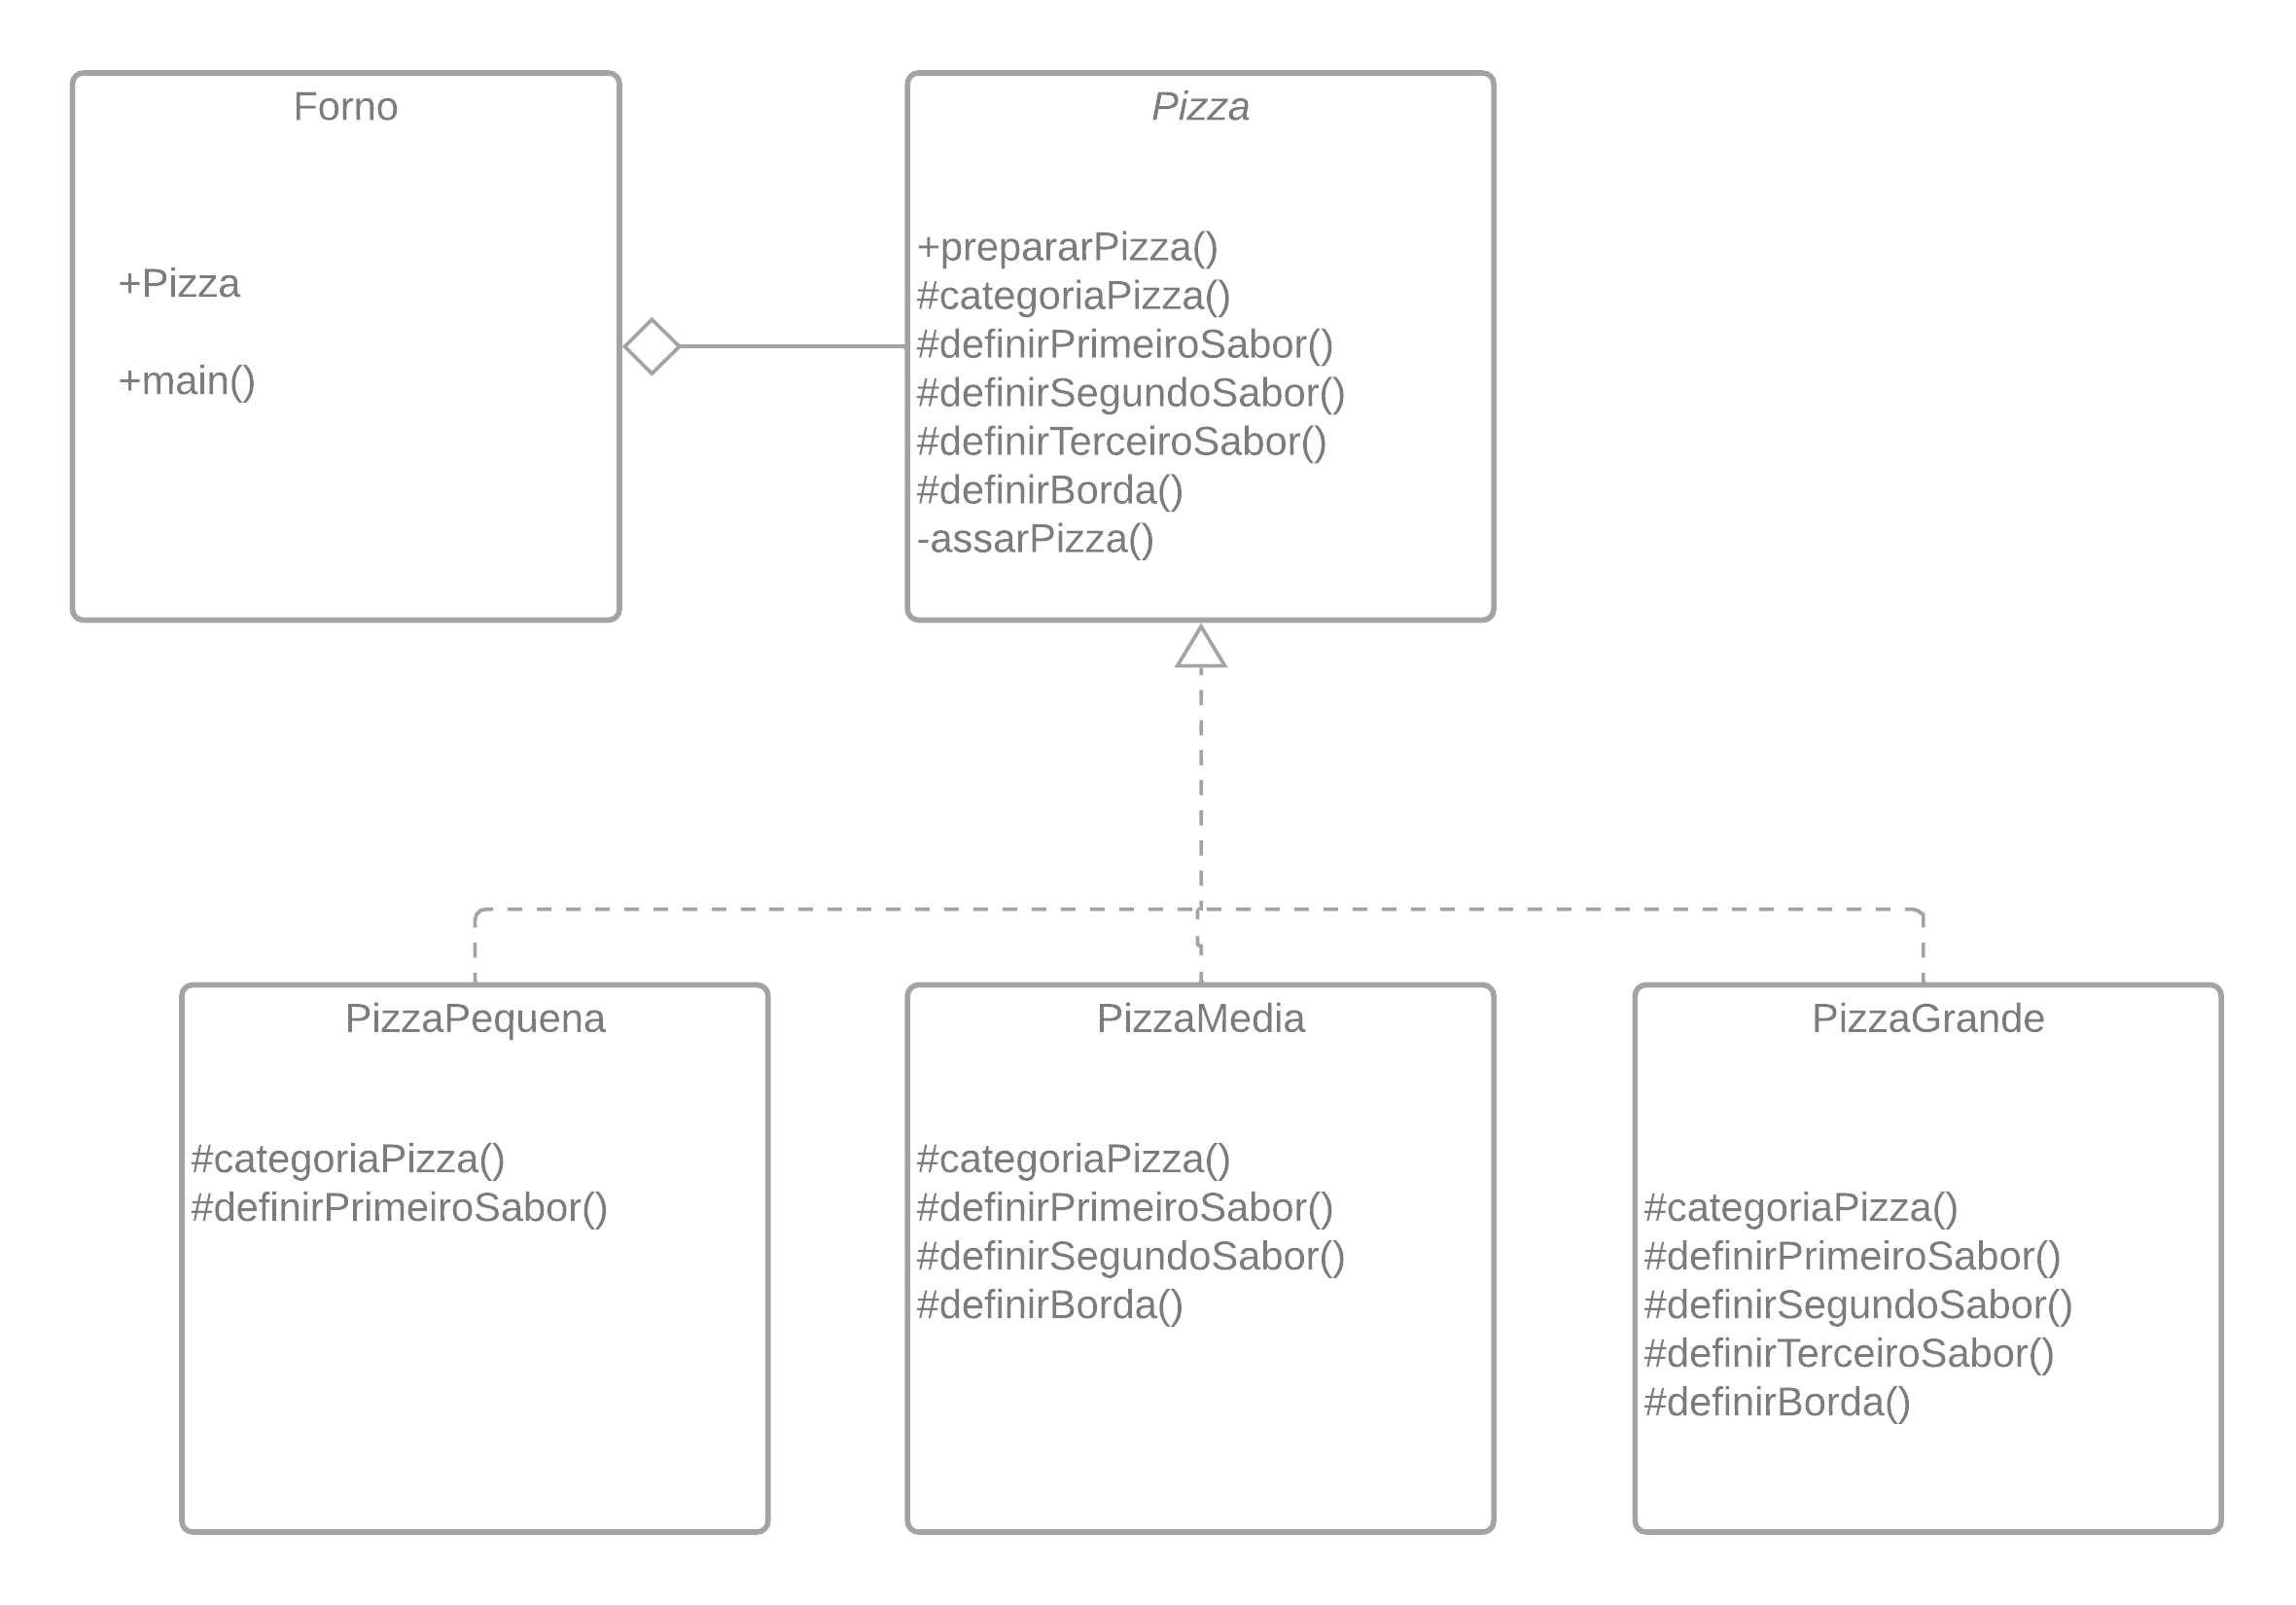 Forno
+Pizza
+main()
Pizza
+prepararPizza()
#categoriaPizza()
#definirPrimeiroSabor()
#definirSegundoSabor()
#definirTerceiroSabor()
#definirBorda()
-assarPizza()
PizzaPequena
#categoriaPizza()
#definirPrimeiroSabor()
PizzaMedia
#categoriaPizza()
#definirPrimeiroSabor()
#definirSegundoSabor()
#definirBorda()
PizzaGrande
#categoriaPizza()
#definirPrimeiroSabor()
#definirSegundoSabor()
#definirTerceiroSabor()
#definirBorda()